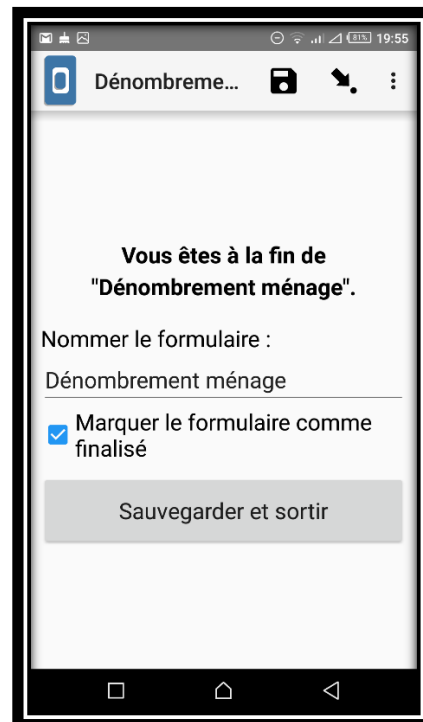 81% 19:55
Dénombreme...
Vous êtes à la fin de
"Dénombrement ménage".
Nommer le formulaire :
Dénombrement ménage
Marquer le formulaire comme
finalisé
Sauvegarder et sortir